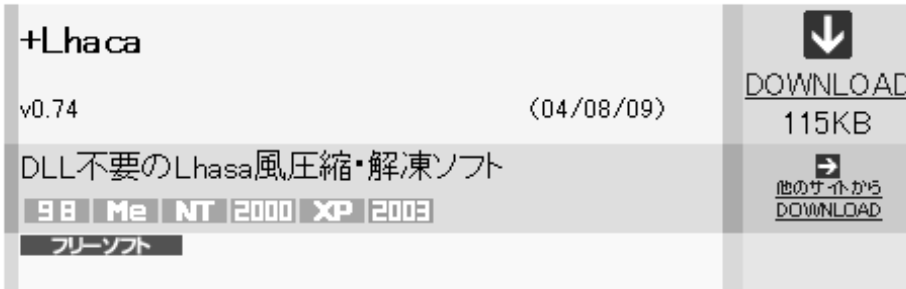 +Lhaca
v0.74 (04/08/09)
DLL不要のLhasa風圧縮・解凍ソフト
98 Me NT 2000 XP 2003
フリーソフト
DOWNLOAD
115KB
他のサイトから
DOWNLOAD